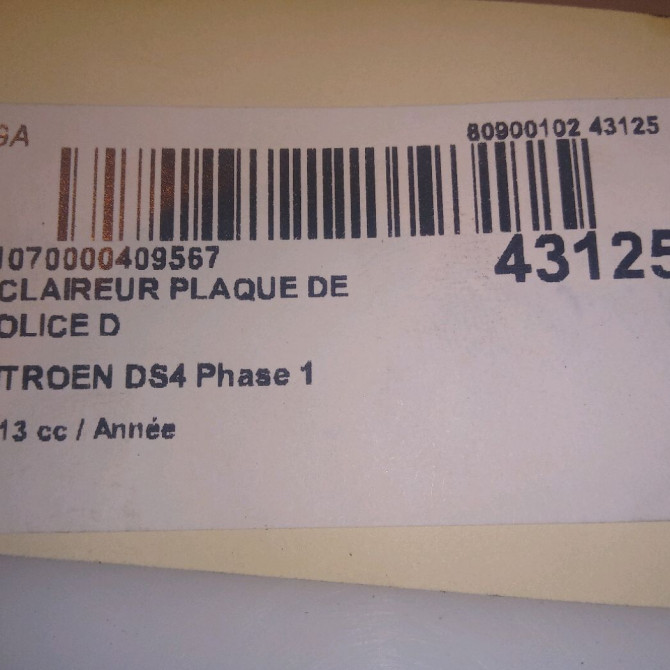 GA
80900102 43125
1070000409567
43125
CLAIREUR PLAQUE DE
OLICE D
TROEN DS4 Phase 1
13 cc / Année